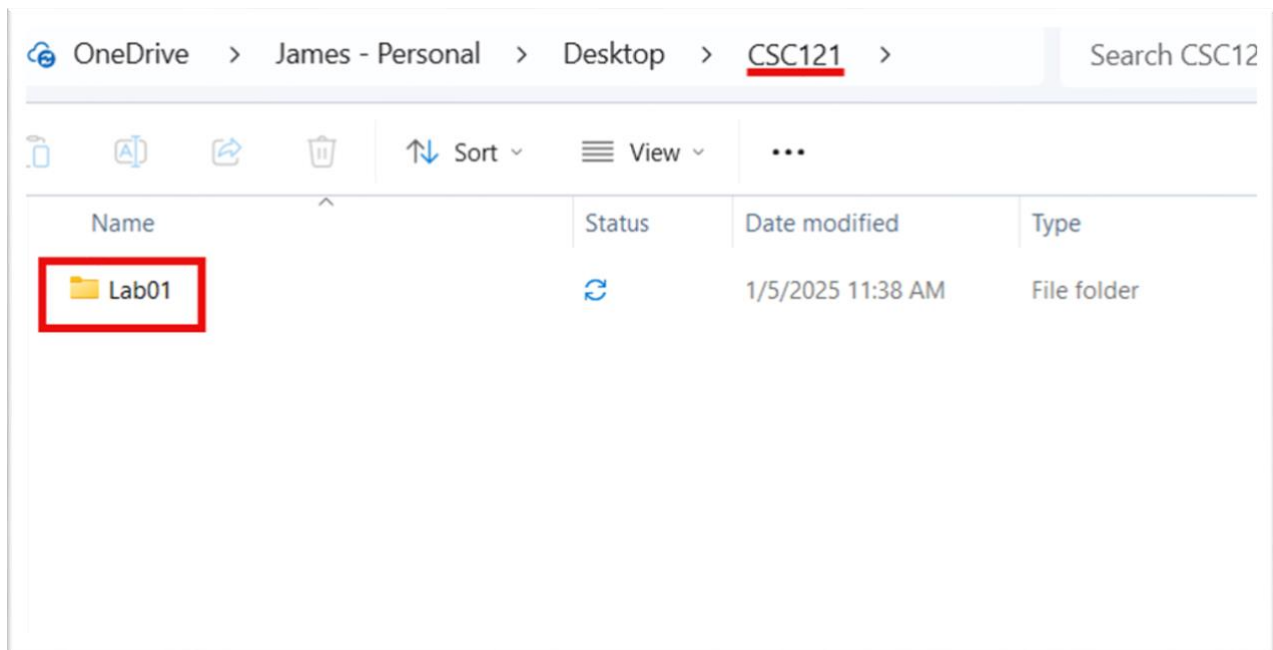 OneDrive > James - Personal > Desktop > CSC121 > Search CSC12
A Sort View ...
Name Status Date modified Type
Lab01 1/5/2025 11:38 AM File folder